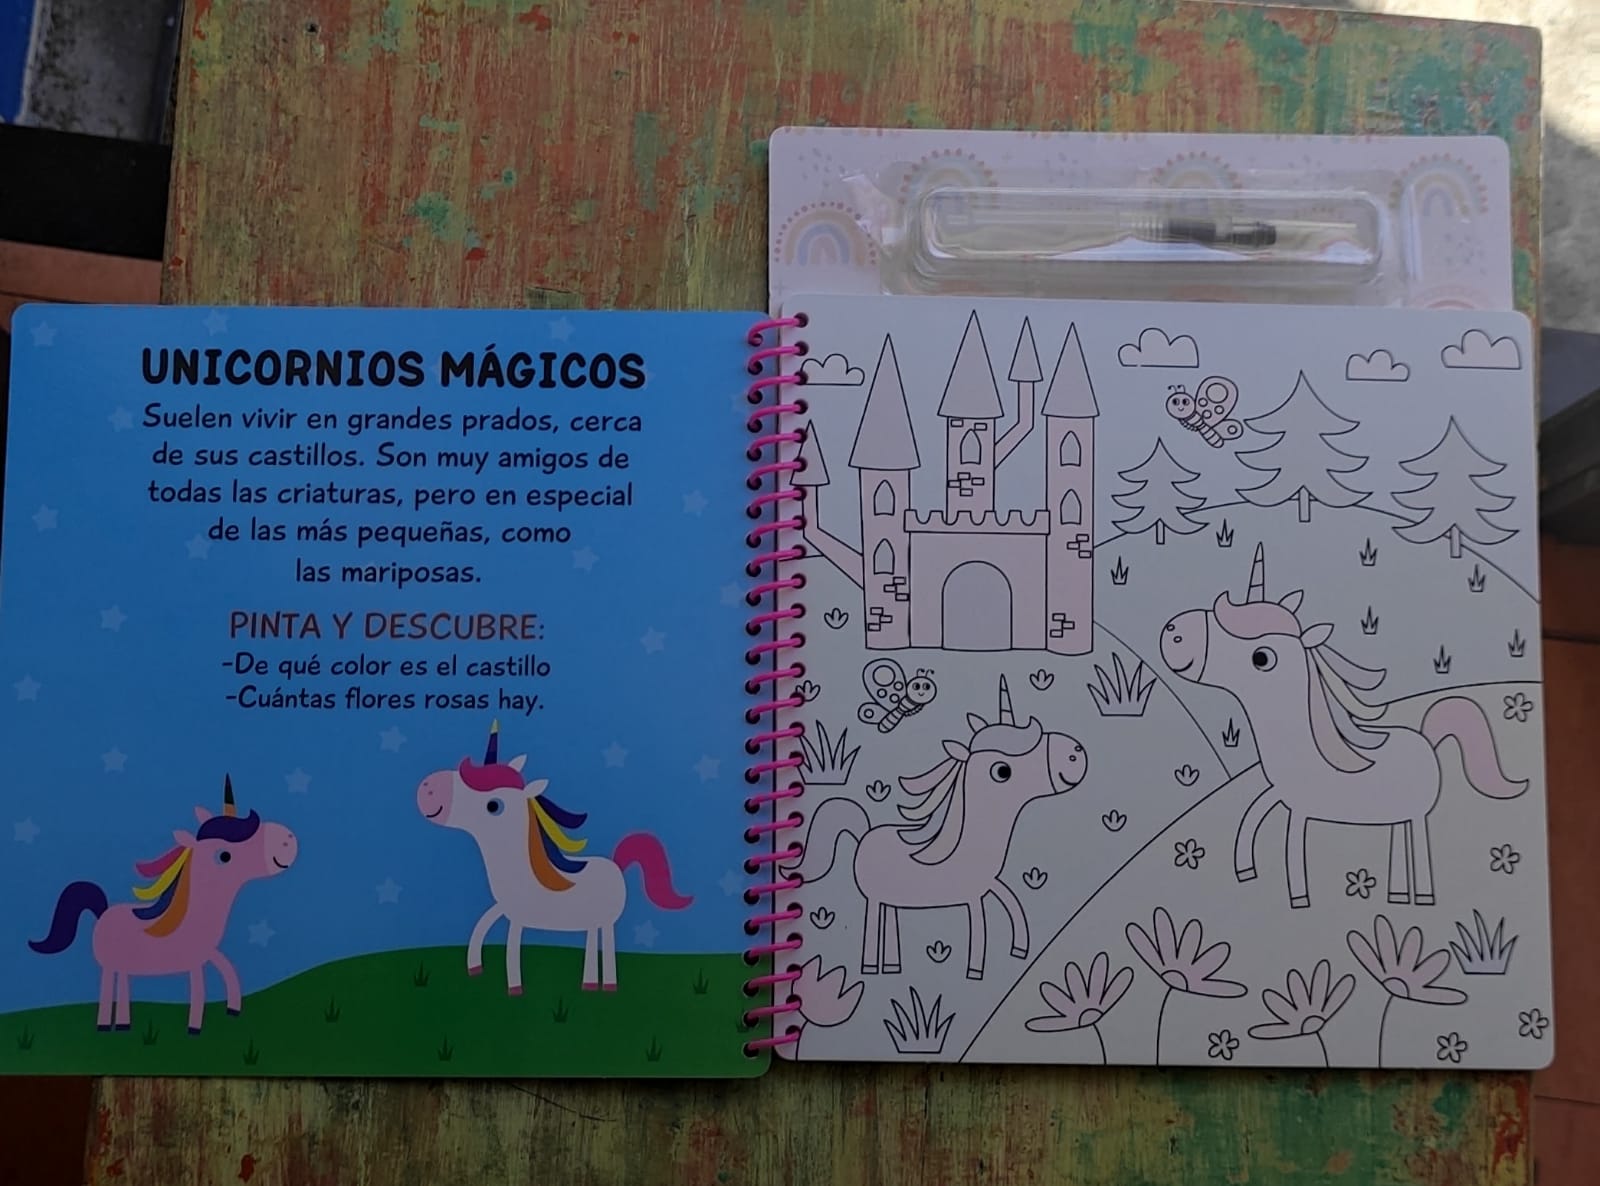 UNICORNIOS MÁGICOS
Suelen vivir en grandes prados, cerca
de sus castillos. Son muy amigos de
todas las criaturas, pero en especial
de las más pequeñas, como
las mariposas.
PINTA Y DESCUBRE:
-De qué color es el castillo
-Cuántas flores rosas hay.